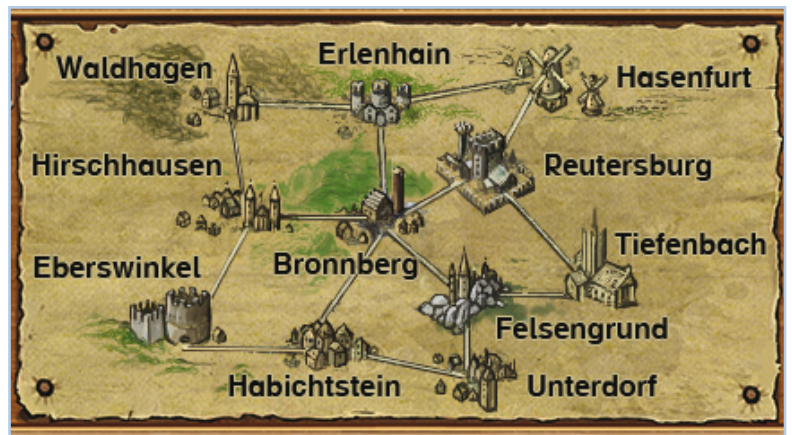 Erlenhain
Waldhagen
Hasenfurt
Hirschhausen
Reutersburg
Tiefenbach
Eberswinkel
Bronnberg
Felsengrund
Habichtstein
Unterdorf